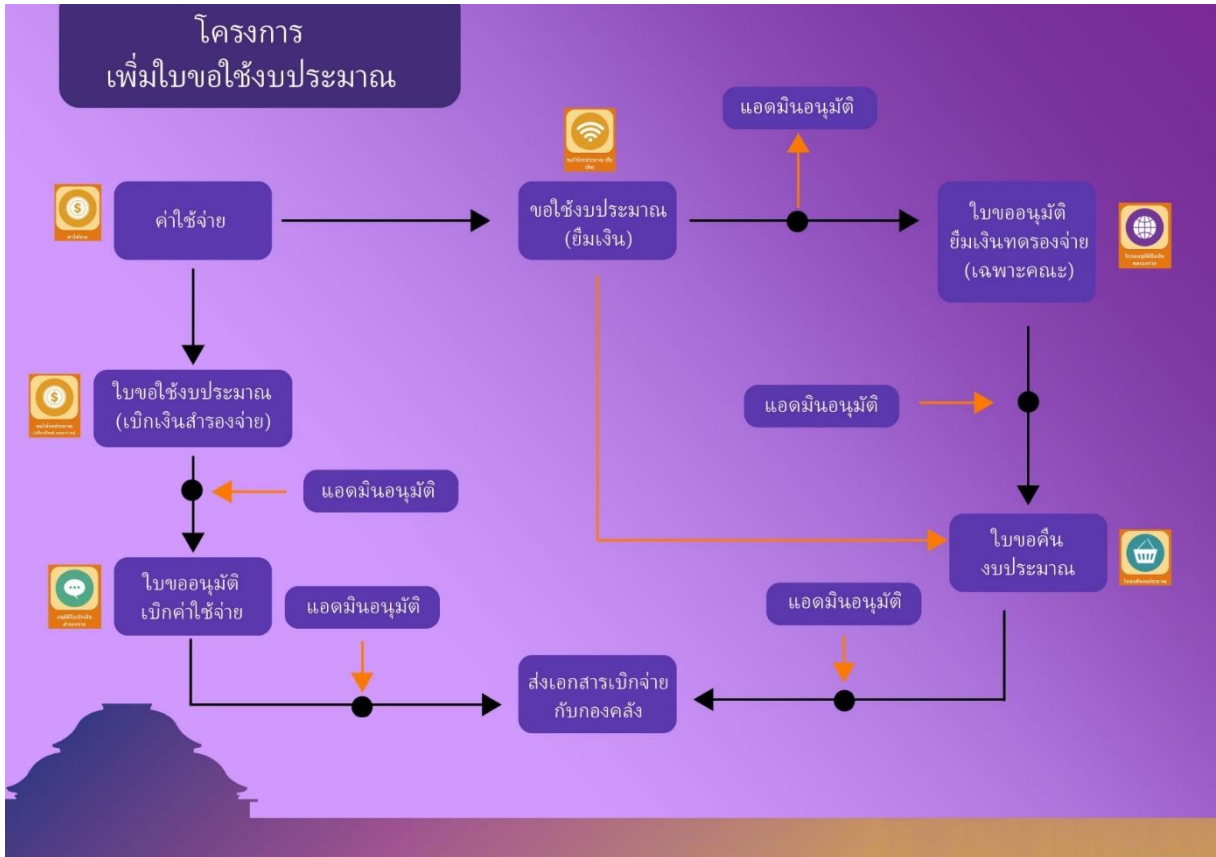 โครงการ
เพิ่มใบขอใช้งบประมาณ
แอดมินอนุมัติ
ค่าใช้จ่าย
ค่าใช้จ่าย
ขอใช้งบประมาณ
(ยืมเงิน)
ใบขออนุมัติ
ยืมเงินทดรองจ่าย
(เฉพาะคณะ)
ใบขอใช้งบประมาณ
(เบิกเงินสำรองจ่าย)
แอดมินอนุมัติ
แอดมินอนุมัติ
ใบขอคืน
งบประมาณ
ใบขออนุมัติ
เบิกค่าใช้จ่าย
แอดมินอนุมัติ
แอดมินอนุมัติ
ส่งเอกสารเบิกจ่าย
กับกองคลัง